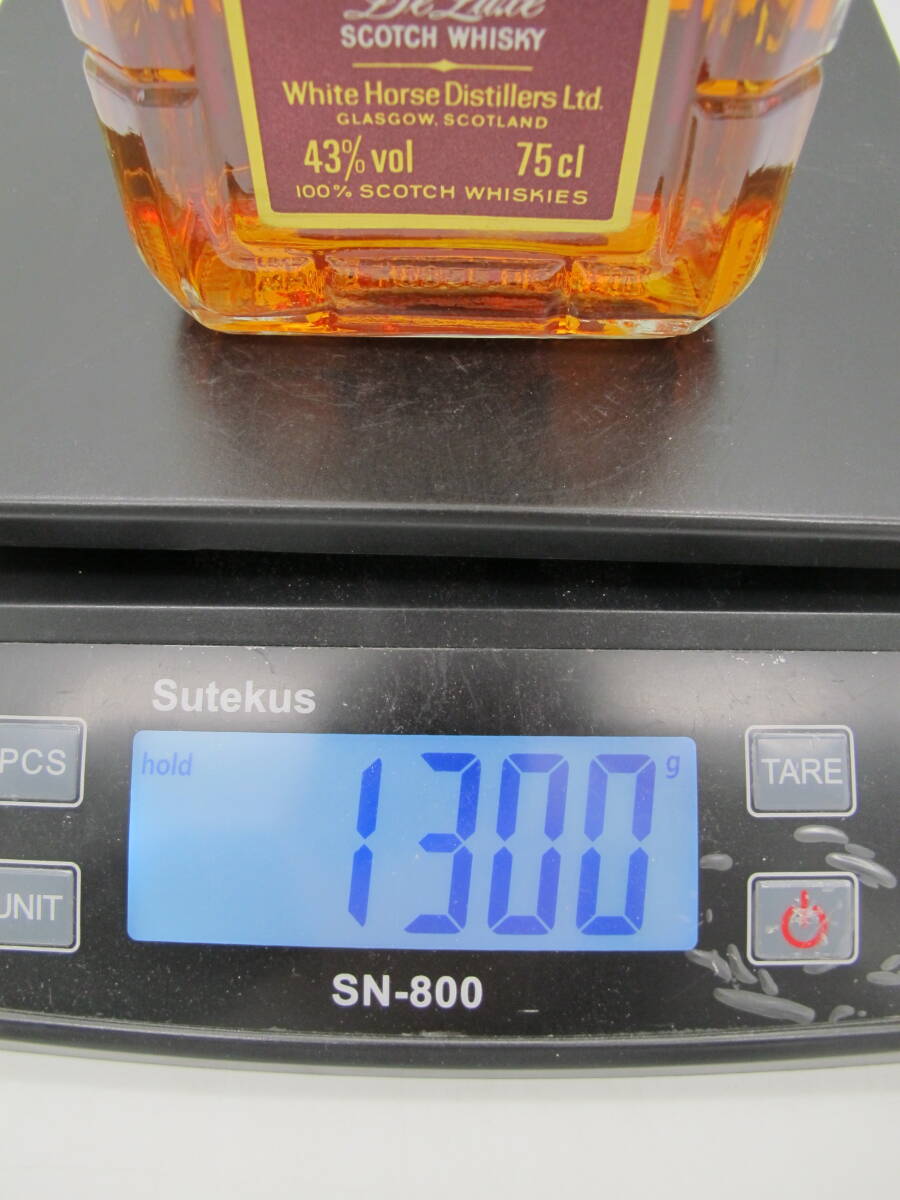 De Luxe
SCOTCH WHISKY
White Horse Distillers Ltd.
GLASGOW, SCOTLAND
43% vol 75cl
100% SCOTCH WHISKIES
Sutekus
PCS
hold 1300 g
TARE
UNIT
SN-800